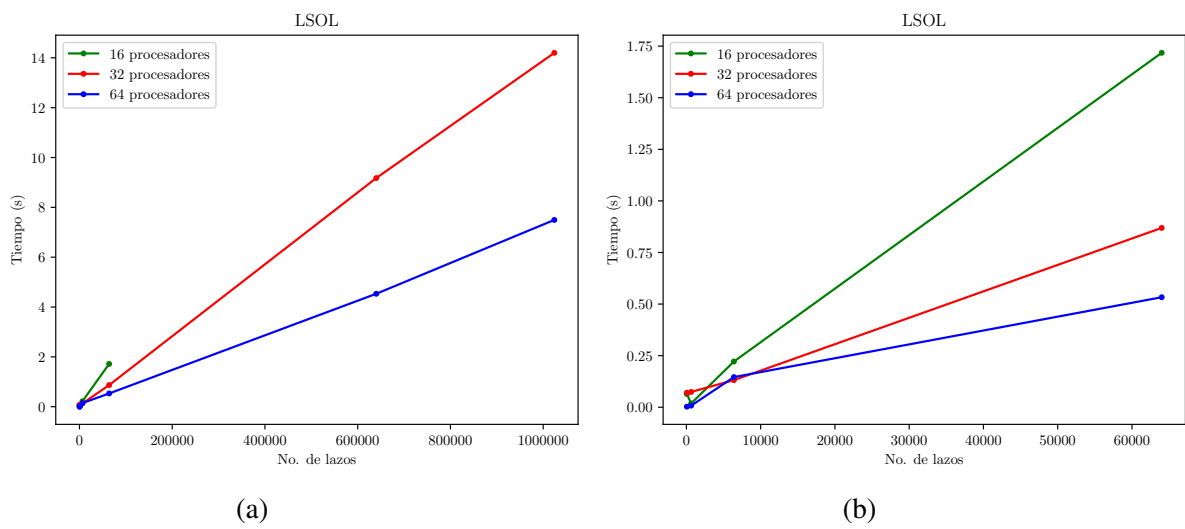 LSOL
16 procesadores
32 procesadores
64 procesadores
14
12
10
8
6
4
2
0
Tiempo (s)
0 200000 400000 600000 800000 1000000
No. de lazos
(a)
LSOL
16 procesadores
32 procesadores
64 procesadores
1.75
1.50
1.25
1.00
0.75
0.50
0.25
0.00
Tiempo (s)
0 10000 20000 30000 40000 50000 60000
No. de lazos
(b)